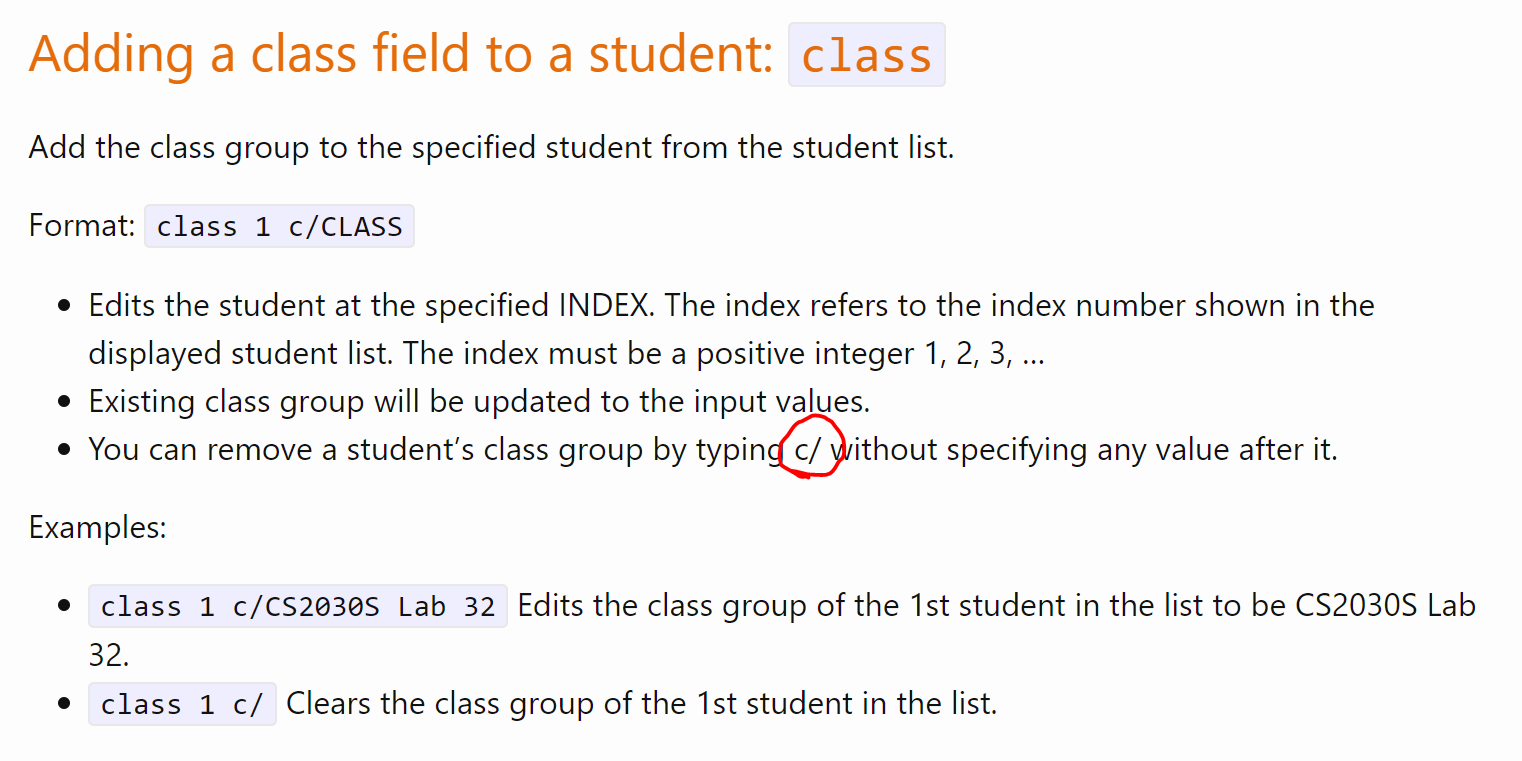 Adding a class field to a student: class
Add the class group to the specified student from the student list.
Format: class 1 c/CLASS
• Edits the student at the specified INDEX. The index refers to the index number shown in the
displayed student list. The index must be a positive integer 1, 2, 3, …
• Existing class group will be updated to the input values.
• You can remove a student’s class group by typing c/ without specifying any value after it.
Examples:
• class 1 c/CS2030S Lab 32 Edits the class group of the 1st student in the list to be CS2030S Lab
32.
• class 1 c/ Clears the class group of the 1st student in the list.